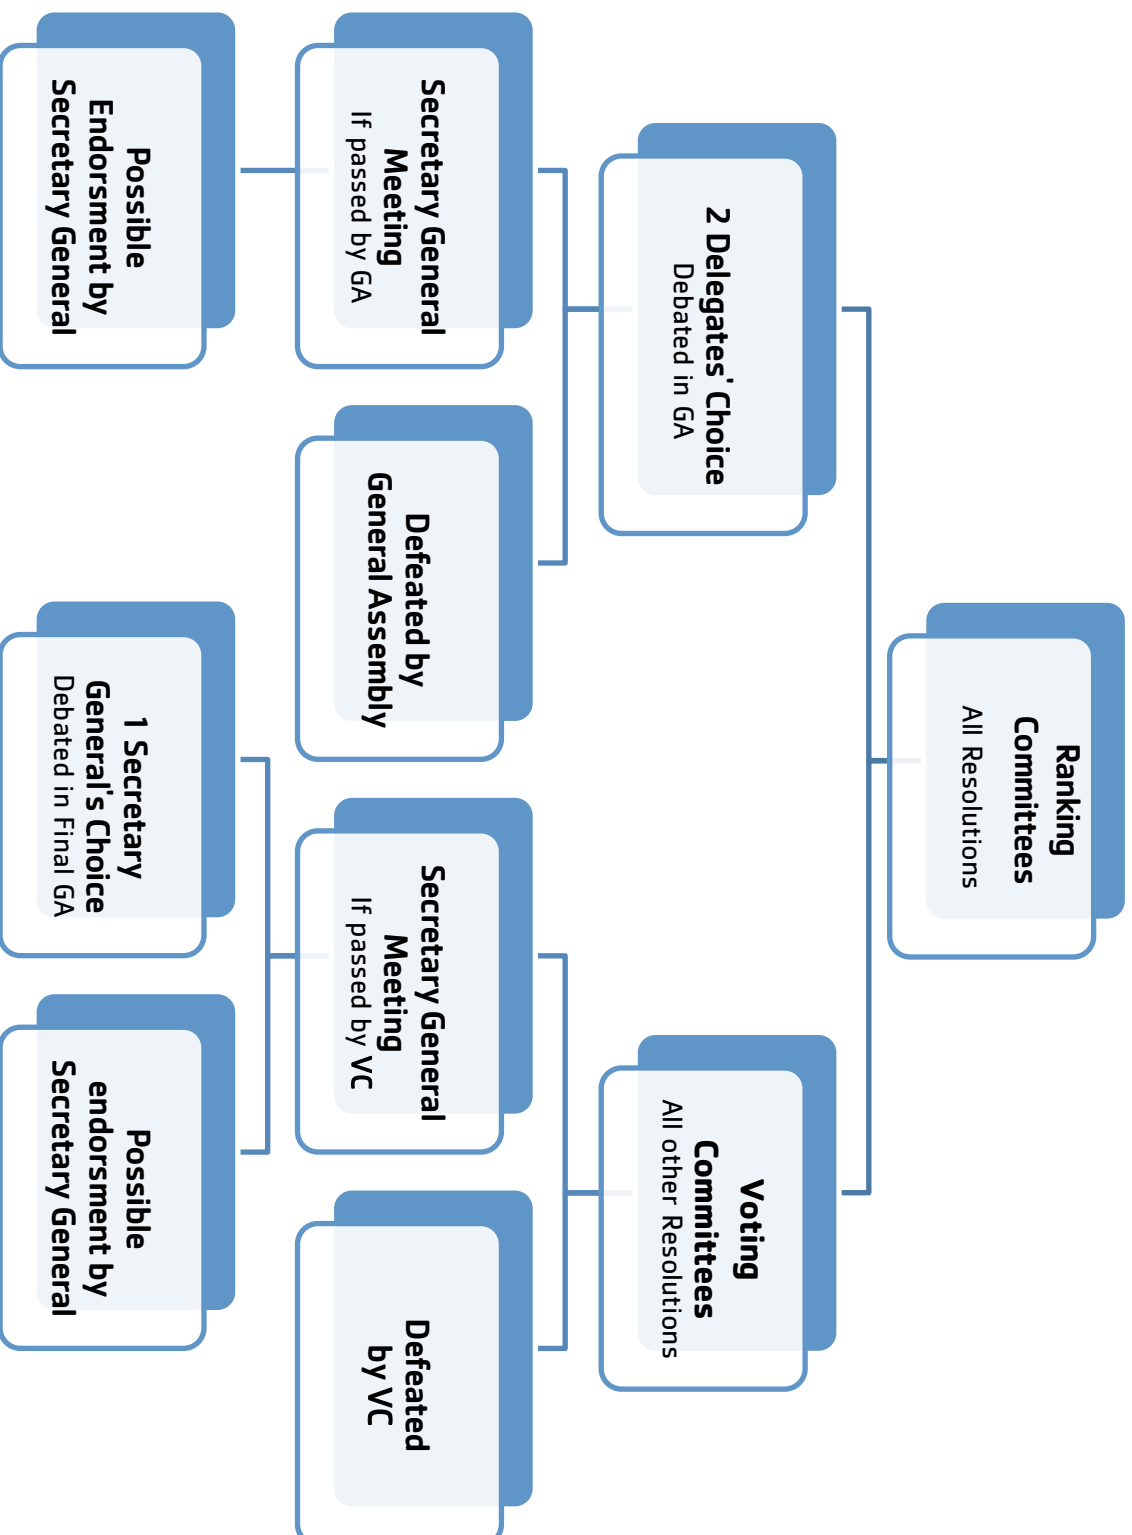 Ranking
Committees
All Resolutions
2 Delegates' Choice
Debated in GA
Voting
Committees
All other Resolutions
Secretary General
Meeting
If passed by GA
Defeated by
General Assembly
Secretary General
Meeting
If passed by VC
Defeated
by VC
Possible
Endorsment by
Secretary General
1 Secretary
General's Choice
Debated in Final GA
Possible
endorsment by
Secretary General